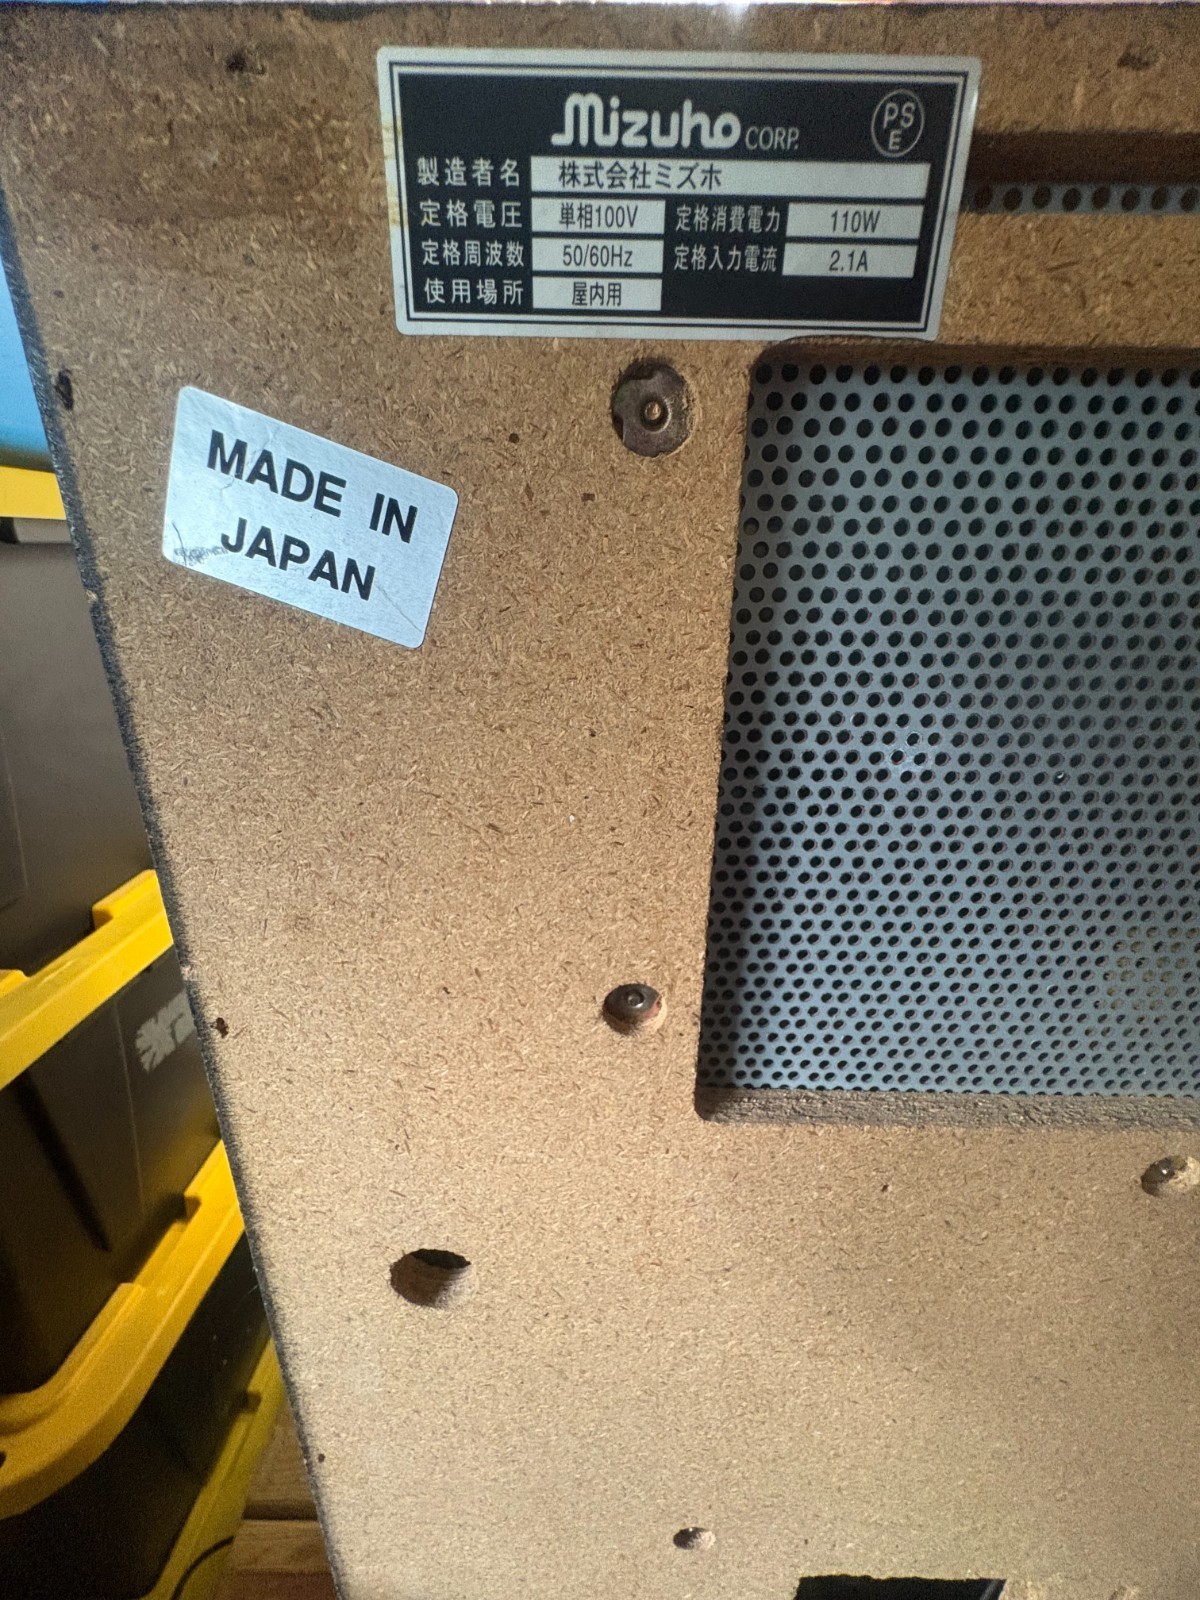 Mizuho CORP.
PS
E
製造者名 株式会社ミズホ
定格電圧 単相100V 定格消費電力 110W
定格周波数 50/60Hz 定格入力電流 2.1A
使用場所 屋内用
MADE IN
JAPAN